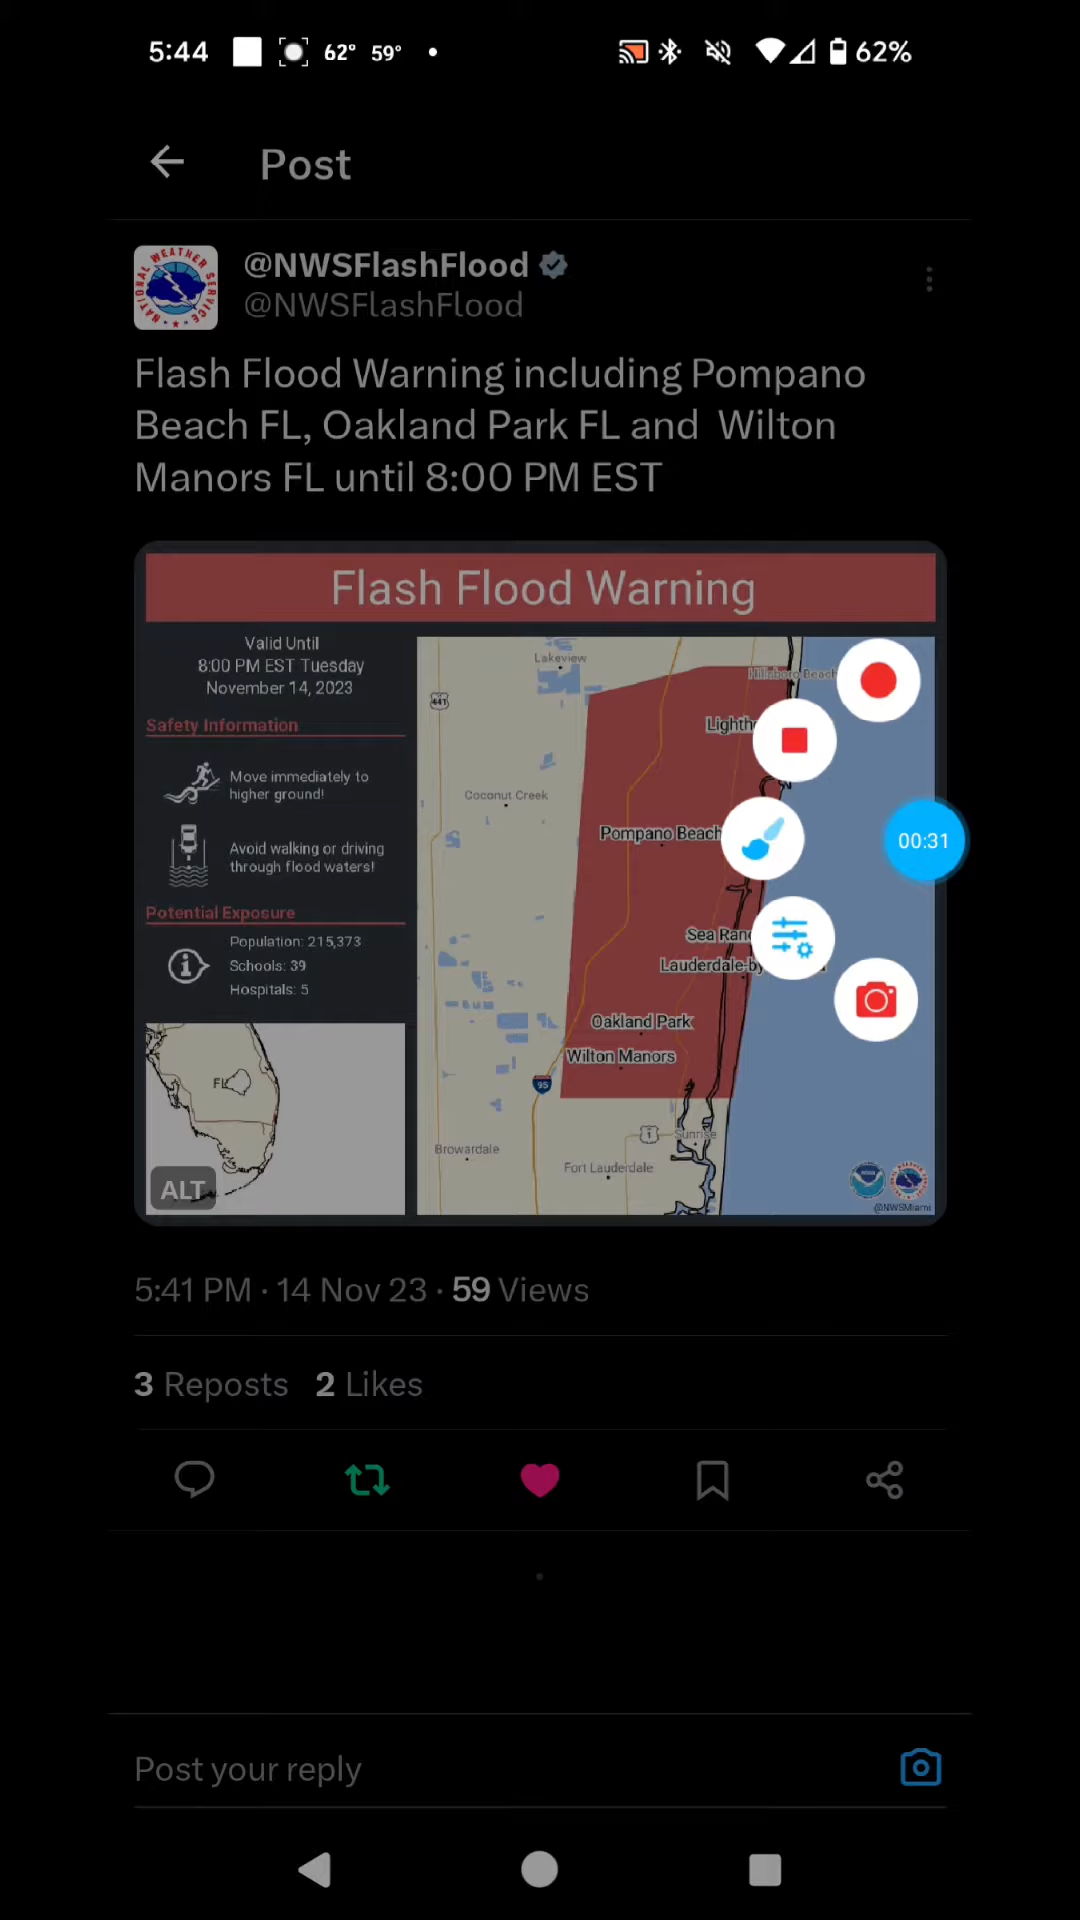 5:44 62° 59° 62%
Post
@NWSFlashFlood
@NWSFlashFlood
Flash Flood Warning including Pompano
Beach FL, Oakland Park FL and Wilton
Manors FL until 8:00 PM EST
Flash Flood Warning
Valid Until
8:00 PM EST Tuesday
November 14, 2023
Safety Information
Move immediately to
higher ground!
Avoid walking or driving
through flood waters!
Potential Exposure
Population: 215,373
Schools: 39
Hospitals: 5
FL
ALT
Lakeview
Hillsboro Beach
441
Coconut Creek
Pompano Beach
00:31
Oakland Park
Wilton Manors
95
1
Sunrise
Browardale
Fort Lauderdale
@NWSMiami
5:41 PM · 14 Nov 23 · 59 Views
3 Reposts 2 Likes
Post your reply